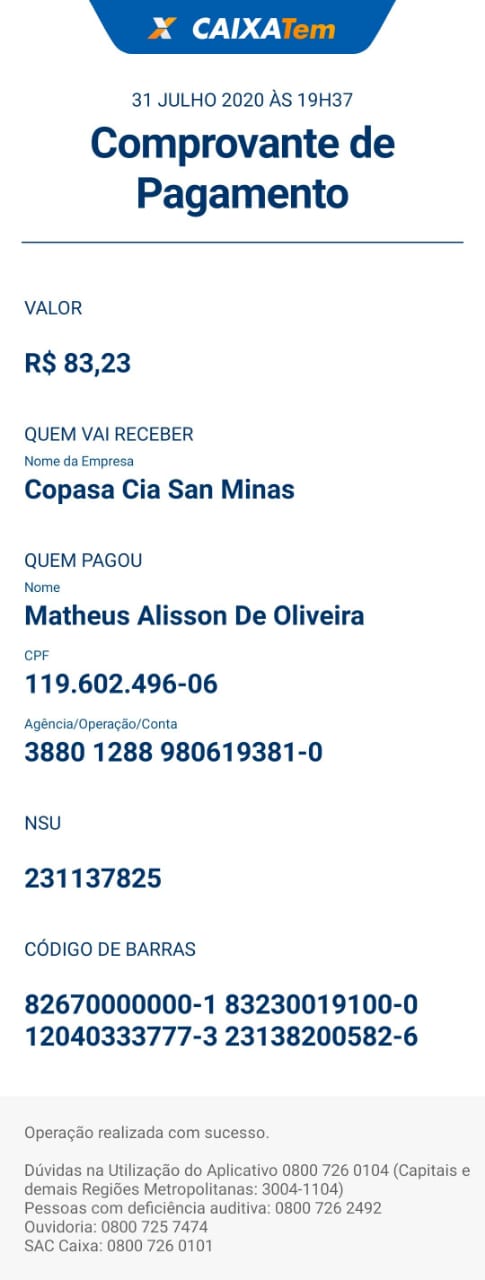 CAIXATem
31 JULHO 2020 ÀS 19H37
Comprovante de
Pagamento
VALOR
R$ 83,23
QUEM VAI RECEBER
Nome da Empresa
Copasa Cia San Minas
QUEM PAGOU
Nome
Matheus Alisson De Oliveira
CPF
119.602.496-06
Agência/Operação/Conta
3880 1288 980619381-0
NSU
231137825
CÓDIGO DE BARRAS
82670000000-1 83230019100-0
12040333777-3 23138200582-6
Operação realizada com sucesso.
Dúvidas na Utilização do Aplicativo 0800 726 0104 (Capitais e
demais Regiões Metropolitanas: 3004-1104)
Pessoas com deficiência auditiva: 0800 726 2492
Ouvidoria: 0800 725 7474
SAC Caixa: 0800 726 0101